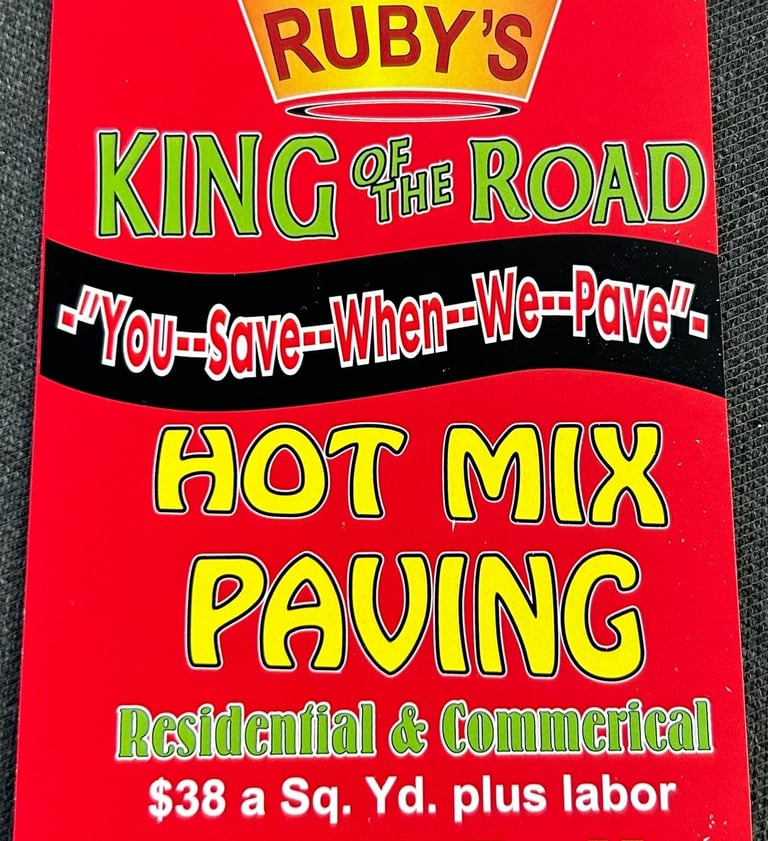 RUBY'S
KING OF THE ROAD
-"You--Save--When--We--Pave"-
HOT MIX
PAVING
Residential & Commerical
$38 a Sq. Yd. plus labor